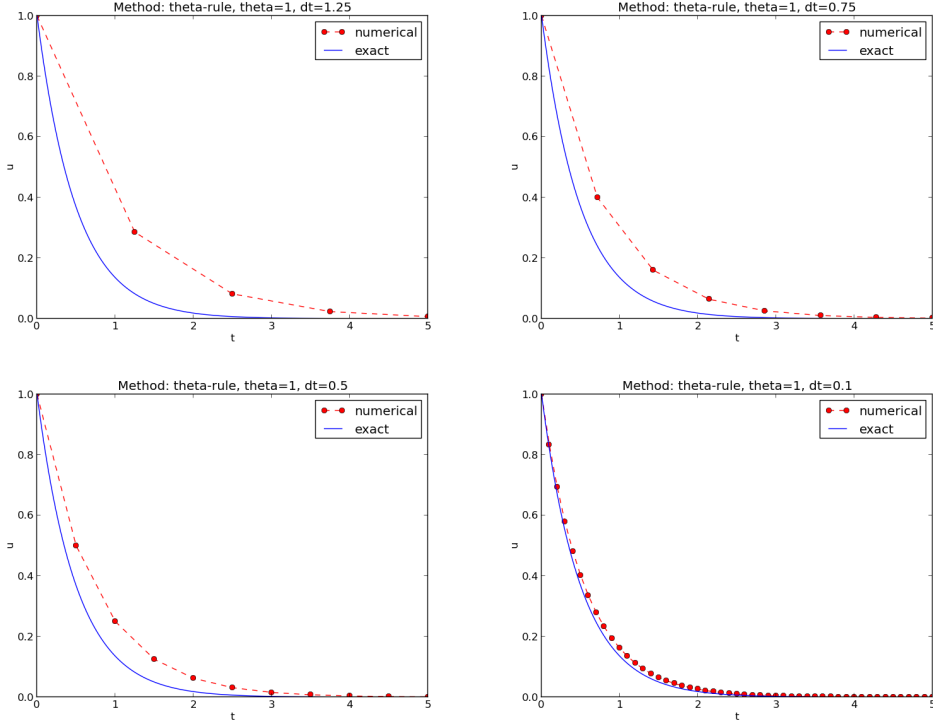 Method: theta-rule, theta=1, dt=1.25
numerical
exact
1.0
0.8
0.6
0.4
0.2
0.0
u
0 1 2 3 4 5
t
Method: theta-rule, theta=1, dt=0.75
numerical
exact
1.0
0.8
0.6
0.4
0.2
0.0
u
0 1 2 3 4 5
t
Method: theta-rule, theta=1, dt=0.5
numerical
exact
1.0
0.8
0.6
0.4
0.2
0.0
u
0 1 2 3 4 5
t
Method: theta-rule, theta=1, dt=0.1
numerical
exact
1.0
0.8
0.6
0.4
0.2
0.0
u
0 1 2 3 4 5
t